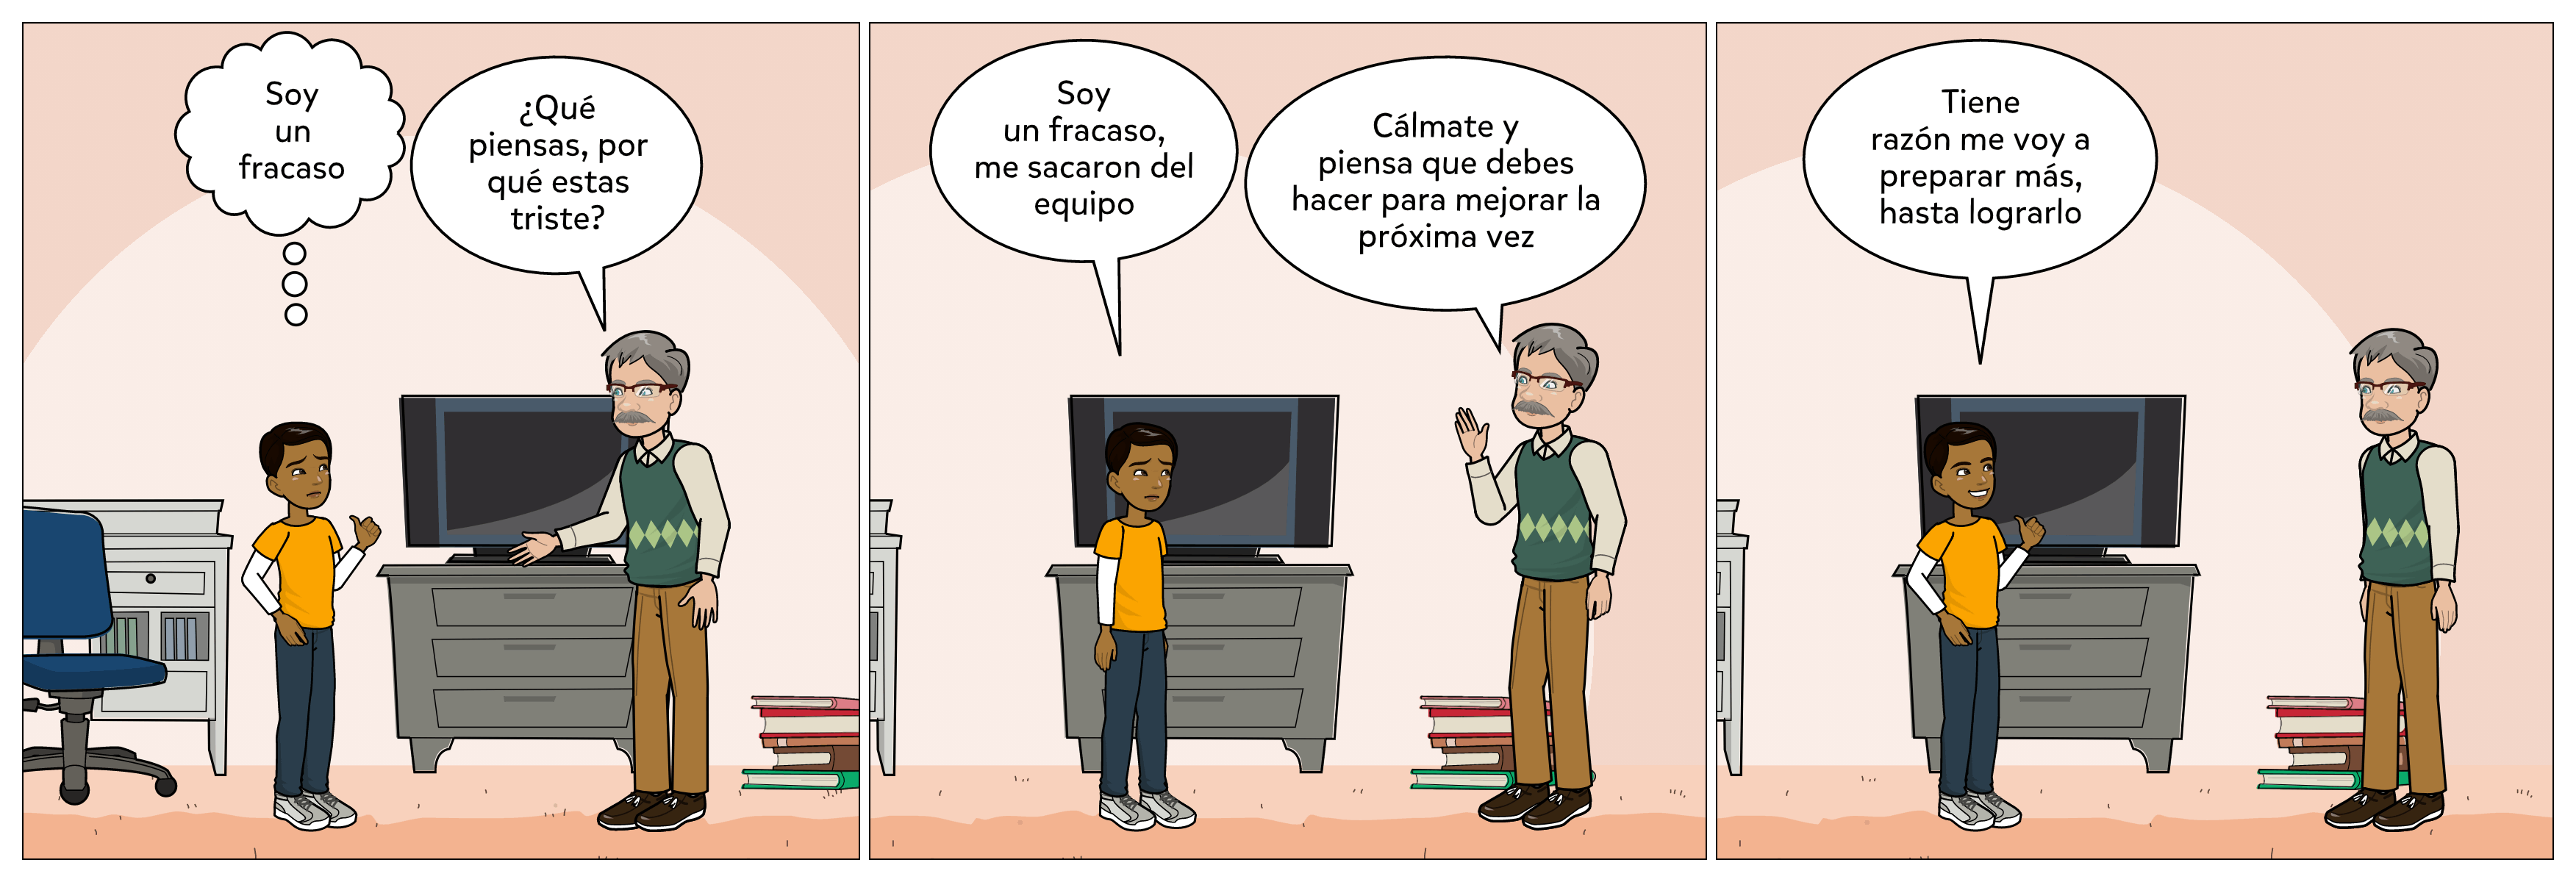 Soy
un
fracaso
¿Qué
piensas, por
qué estas
triste?
Soy
un fracaso,
me sacaron del
equipo
Cálmate y
piensa que debes
hacer para mejorar la
próxima vez
Tiene
razón me voy a
preparar más,
hasta lograrlo